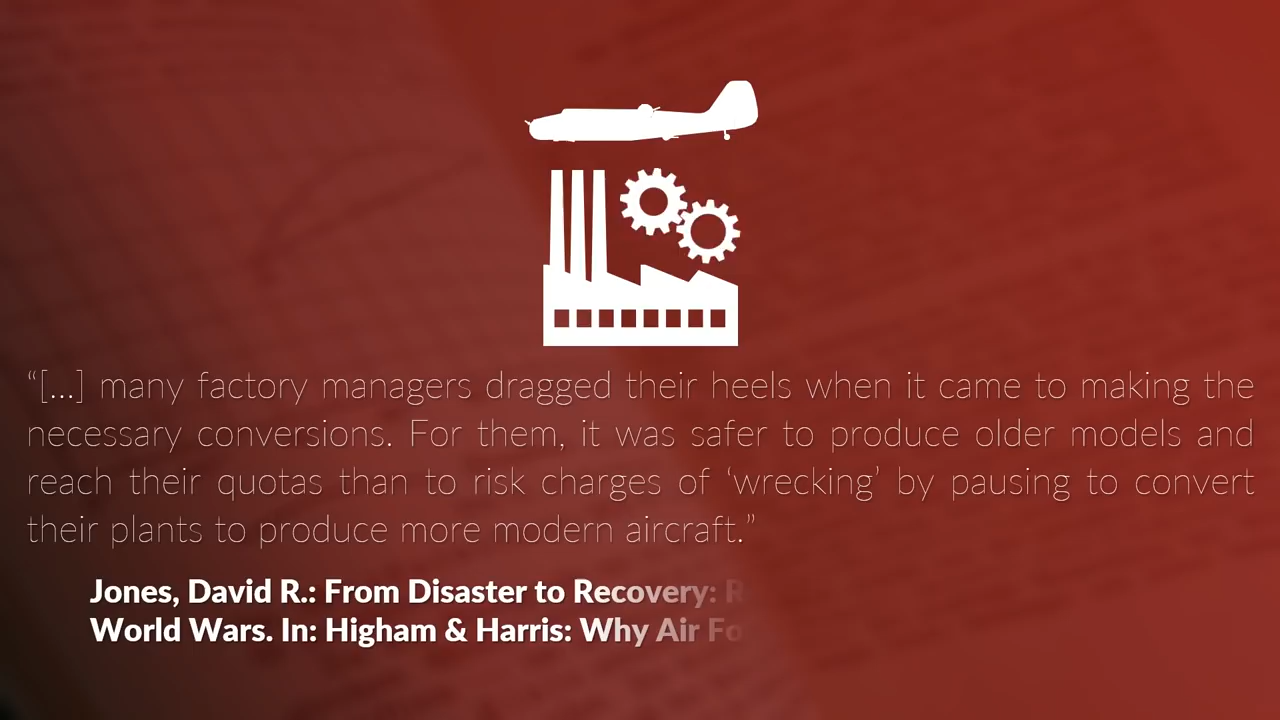 “[...] many factory managers dragged their heels when it came to making the
necessary conversions. For them, it was safer to produce older models and
reach their quotas than to risk charges of ‘wrecking’ by pausing to convert
their plants to produce more modern aircraft.”
Jones, David R.: From Disaster to Recovery:
World Wars. In: Higham & Harris: Why Air